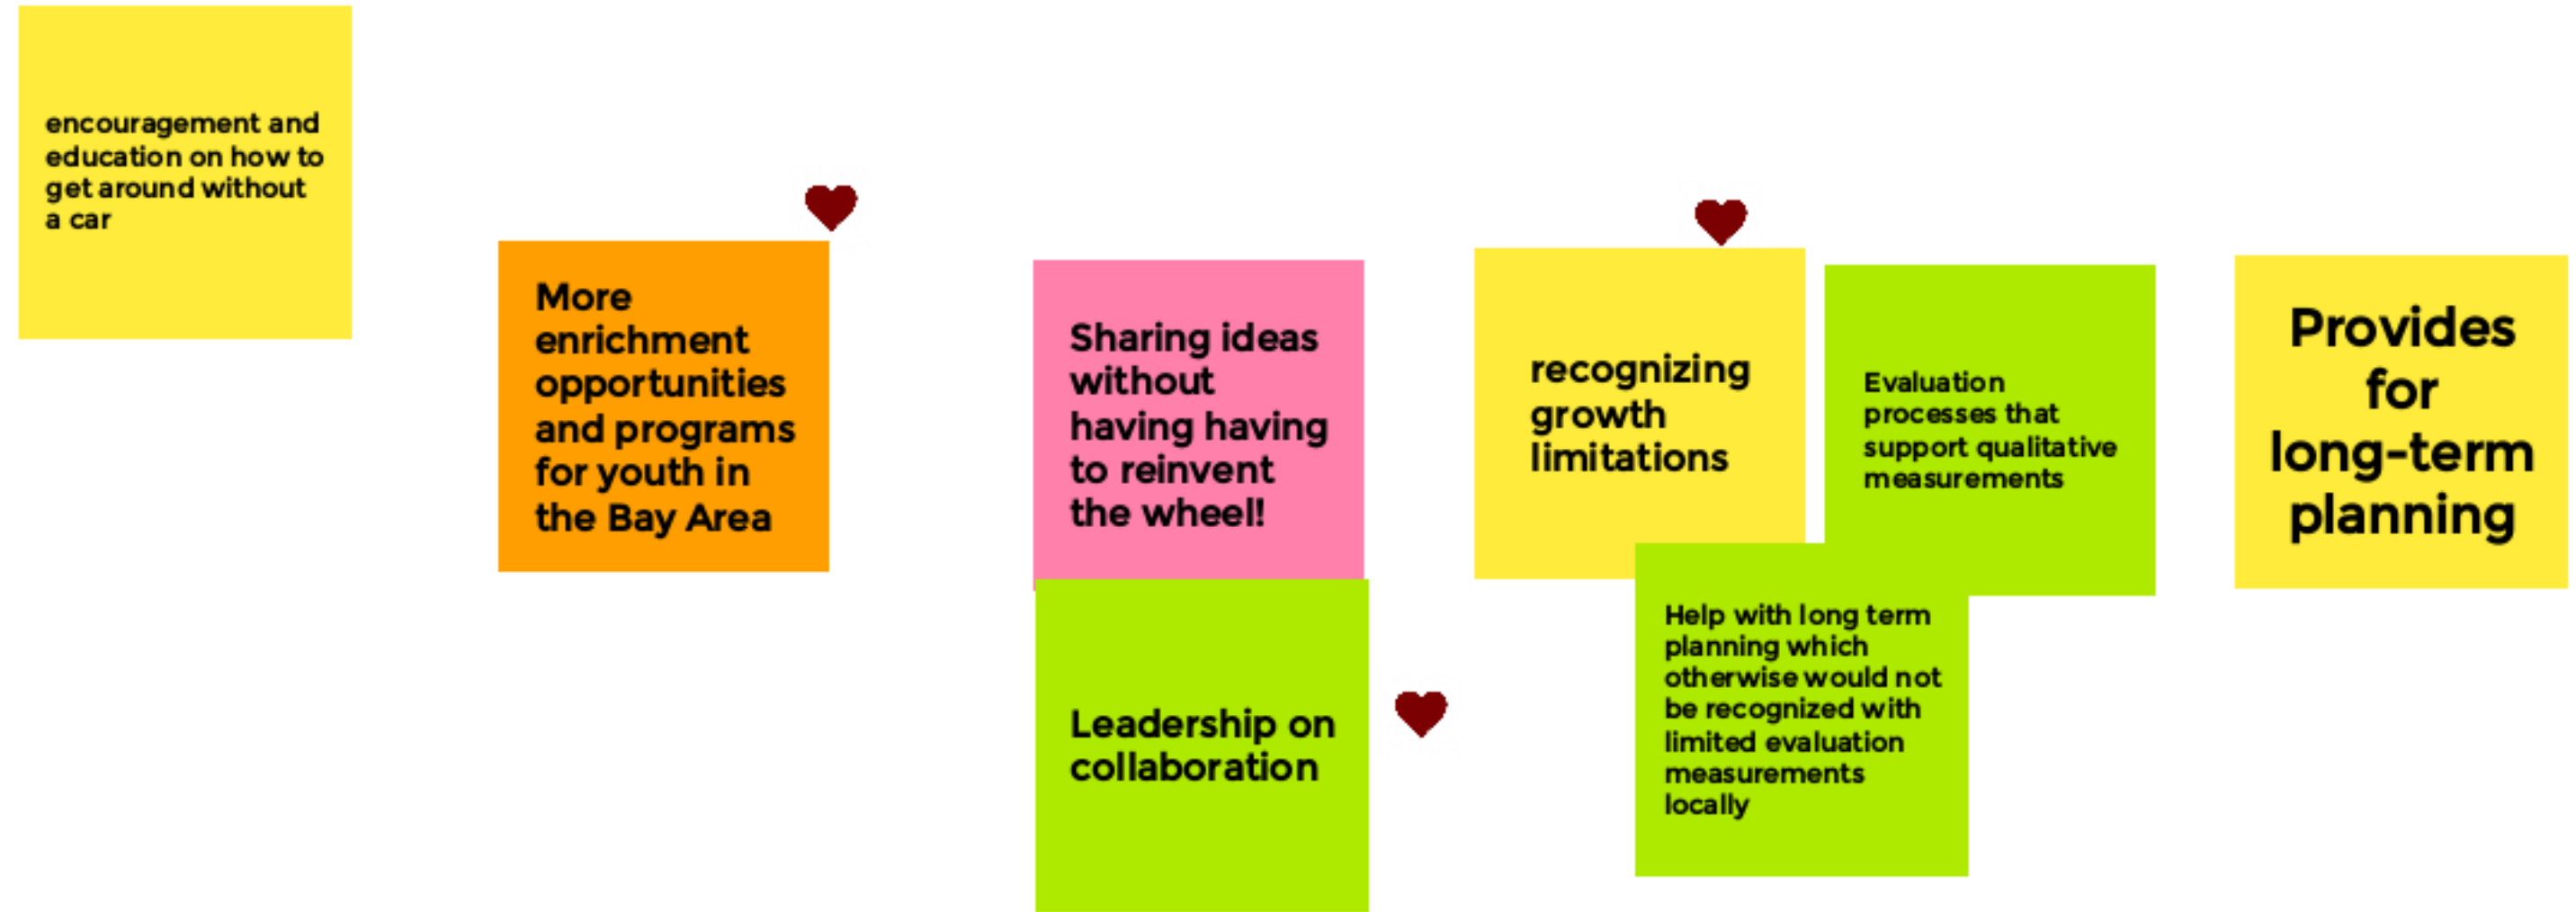 encouragement and
education on how to
get around without
a car
More
enrichment
opportunities
and programs
for youth in
the Bay Area
Sharing ideas
without
having having
to reinvent
the wheel!
Leadership on
collaboration
recognizing
growth
limitations
Evaluation
processes that
support qualitative
measurements
Help with long term
planning which
otherwise would not
be recognized with
limited evaluation
measurements
locally
Provides
for
long-term
planning